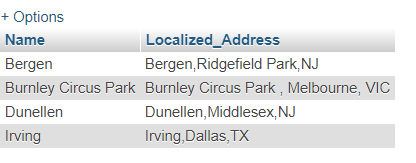 + Options
Name Localized_Address
Bergen Bergen,Ridgefield Park,NJ
Burnley Circus Park Burnley Circus Park , Melbourne, VIC
Dunellen Dunellen,Middlesex,NJ
Irving Irving,Dallas,TX